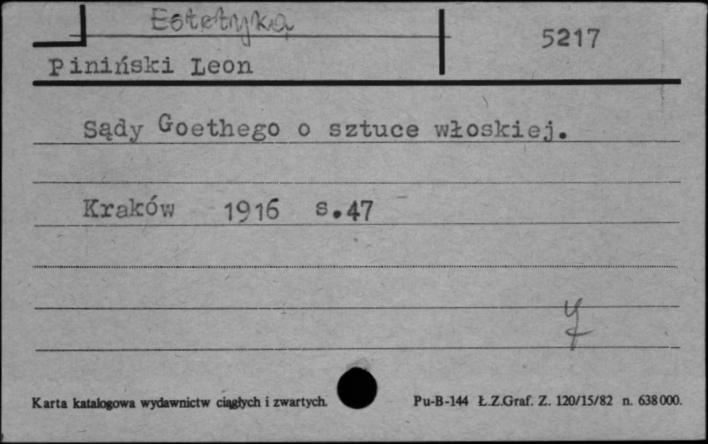 Estetyka
5217
Piniński Leon
Sądy Goethego o sztuce włoskiej.
Kraków 1916 s.47
Karta katalogowa wydawnictw ciągłych i zwartych.
Pu-B-144 Ł.Z.Graf. Z. 120/15/82 n. 638000.